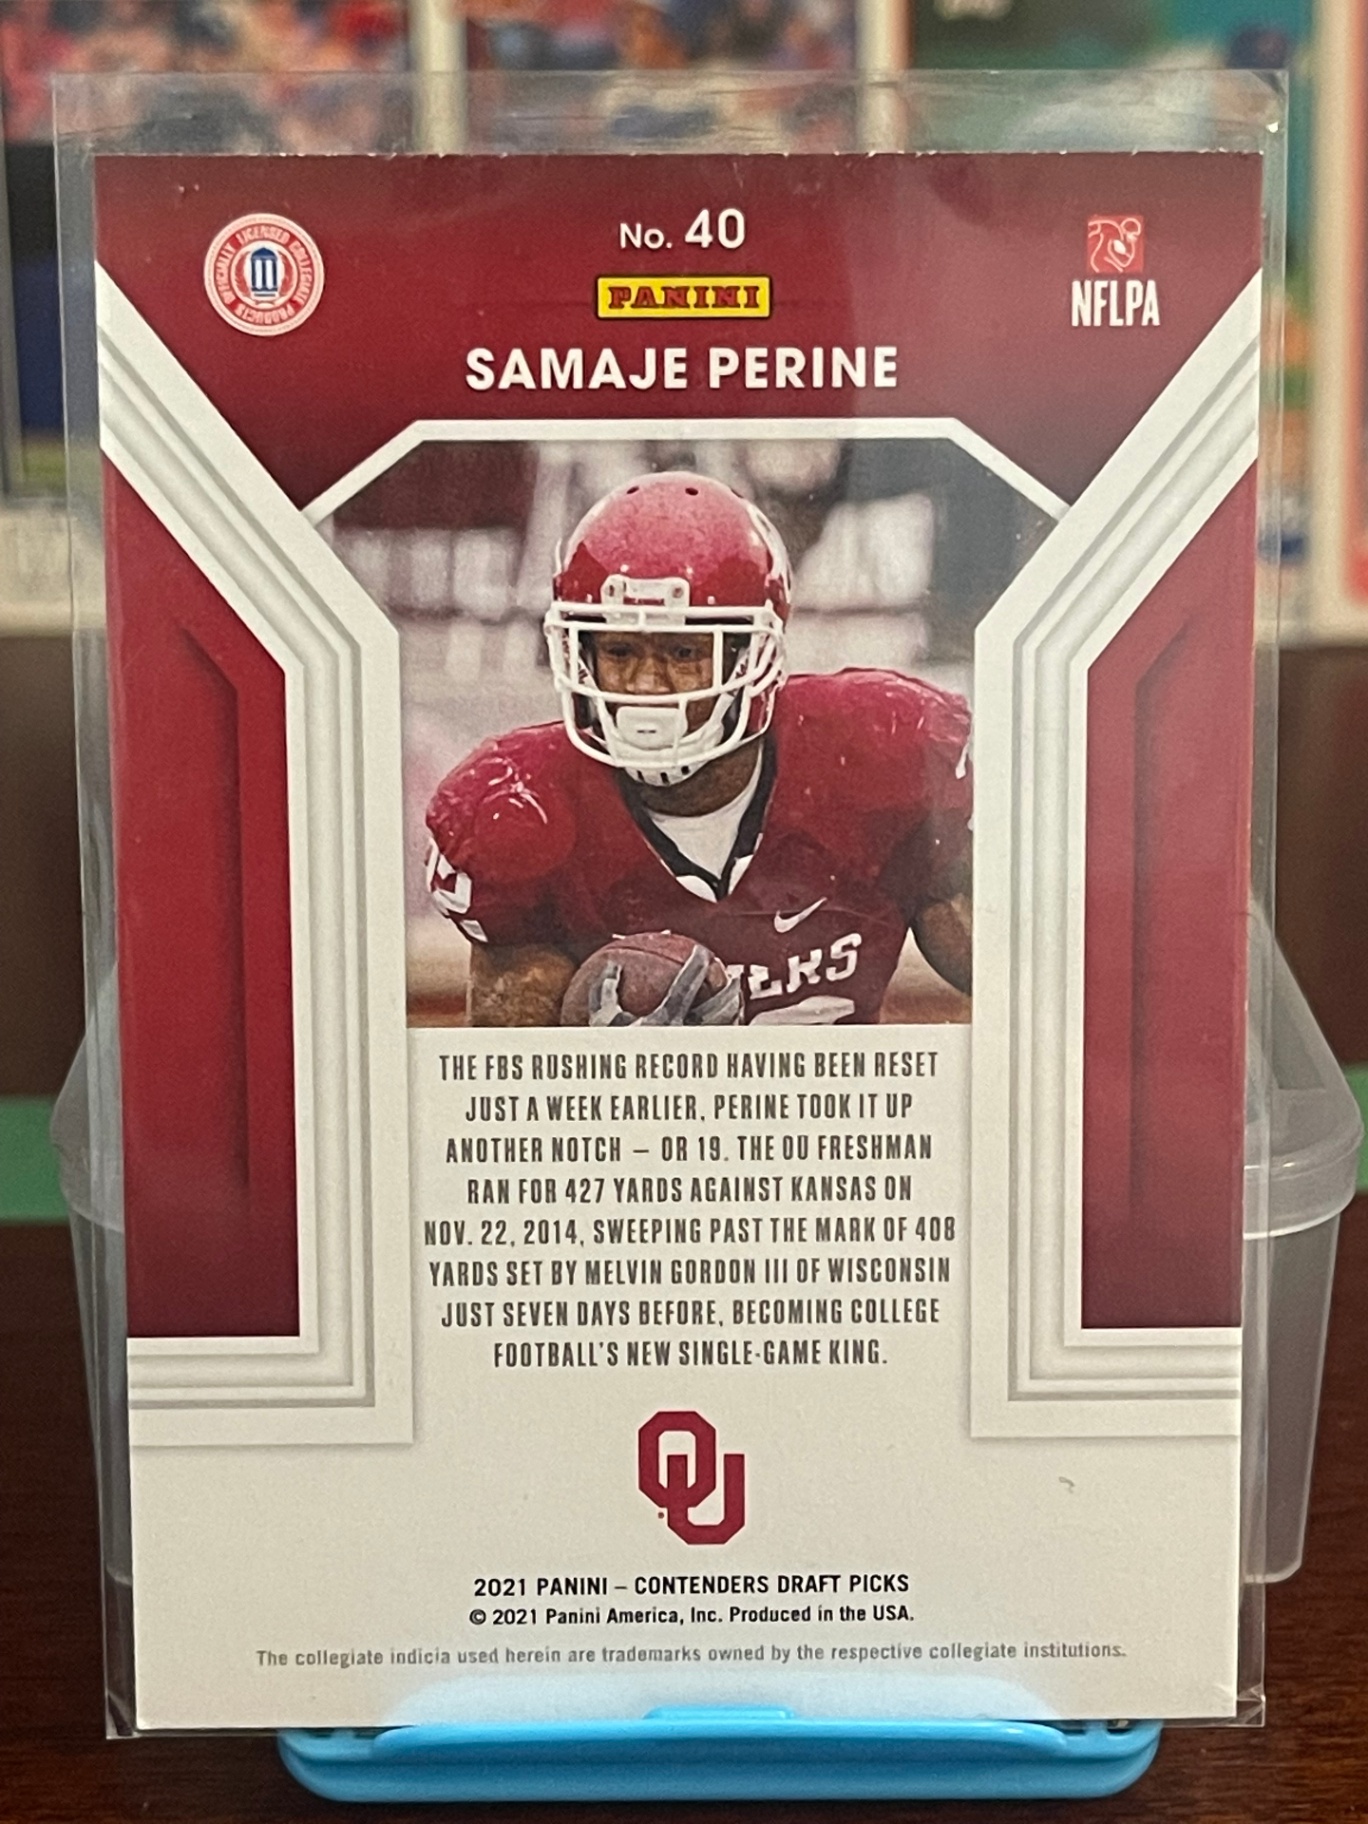 No. 40
OFFICIALLY LICENSED COLLEGIATE PRODUCTS
PANINI
NFLPA
SAMAJE PERINE
THE FBS RUSHING RECORD HAVING BEEN RESET
JUST A WEEK EARLIER, PERINE TOOK IT UP
ANOTHER NOTCH – OR 19. THE OU FRESHMAN
RAN FOR 427 YARDS AGAINST KANSAS ON
NOV. 22, 2014, SWEEPING PAST THE MARK OF 408
YARDS SET BY MELVIN GORDON III OF WISCONSIN
JUST SEVEN DAYS BEFORE, BECOMING COLLEGE
FOOTBALL'S NEW SINGLE-GAME KING.
OU
2021 PANINI – CONTENDERS DRAFT PICKS
© 2021 Panini America, Inc. Produced in the USA.
The collegiate indicia used herein are trademarks owned by the respective collegiate institutions.